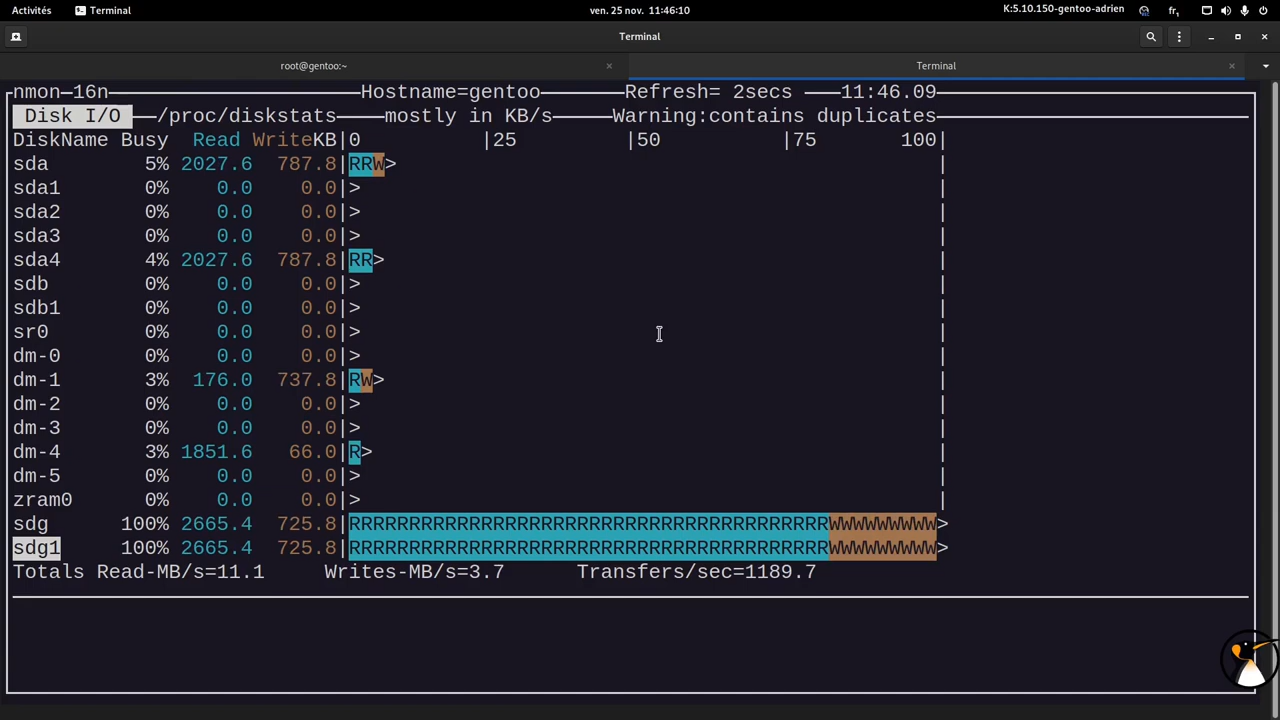 Activités Terminal ven. 25 nov. 11:46:10 K:5.10.150-gentoo-adrien fr₁
Terminal
root@gentoo:~ × Terminal ×
nmon—16n Hostname=gentoo Refresh= 2secs 11:46.09
Disk I/O —/proc/diskstats mostly in KB/s Warning:contains duplicates
DiskName Busy Read WriteKB|0 |25 |50 |75 100|
sda 5% 2027.6 787.8|RRW> |
sda1 0% 0.0 0.0|> |
sda2 0% 0.0 0.0|> |
sda3 0% 0.0 0.0|> |
sda4 4% 2027.6 787.8|RR> |
sdb 0% 0.0 0.0|> |
sdb1 0% 0.0 0.0|> |
sr0 0% 0.0 0.0|> |
dm-0 0% 0.0 0.0|> |
dm-1 3% 176.0 737.8|RW> |
dm-2 0% 0.0 0.0|> |
dm-3 0% 0.0 0.0|> |
dm-4 3% 1851.6 66.0|R> |
dm-5 0% 0.0 0.0|> |
zram0 0% 0.0 0.0|> |
sdg 100% 2665.4 725.8|RRRRRRRRRRRRRRRRRRRRRRRRRRRRRRRRRRRRRRRRWWWWWWWWW>
sdg1 100% 2665.4 725.8|RRRRRRRRRRRRRRRRRRRRRRRRRRRRRRRRRRRRRRRRWWWWWWWWW>
Totals Read-MB/s=11.1 Writes-MB/s=3.7 Transfers/sec=1189.7